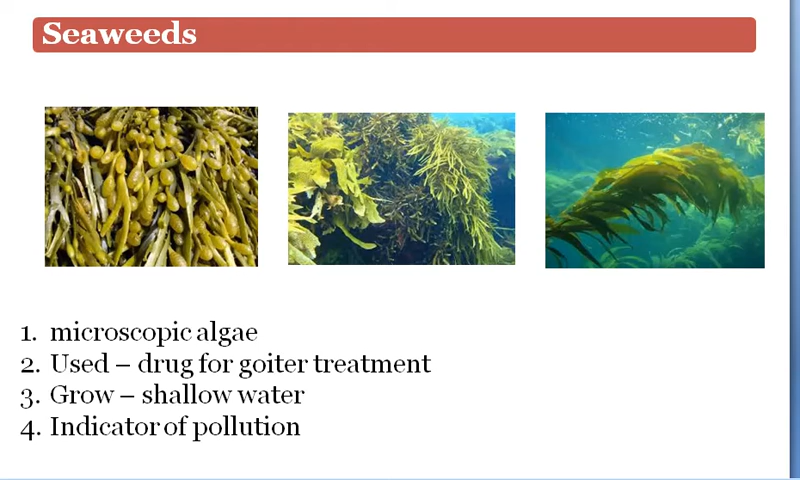 Seaweeds
1. microscopic algae
2. Used – drug for goiter treatment
3. Grow – shallow water
4. Indicator of pollution